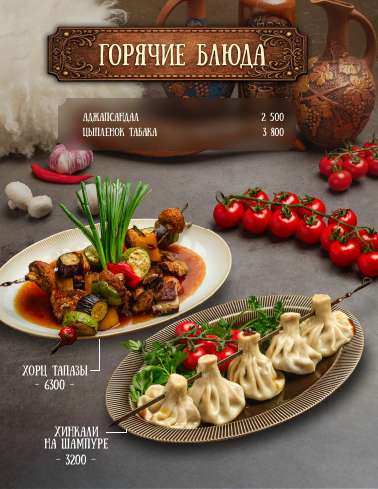 ГОРЯЧИЕ БЛЮДА
АДЖАПСАНДАЛ 2 500
ЦЫПЛЕНОК ТАБАКА 3 800
ХОРЦ ТАПАЗЫ
- 6300 -
ХИНКАЛИ
НА ШАМПУРЕ
- 3200 -